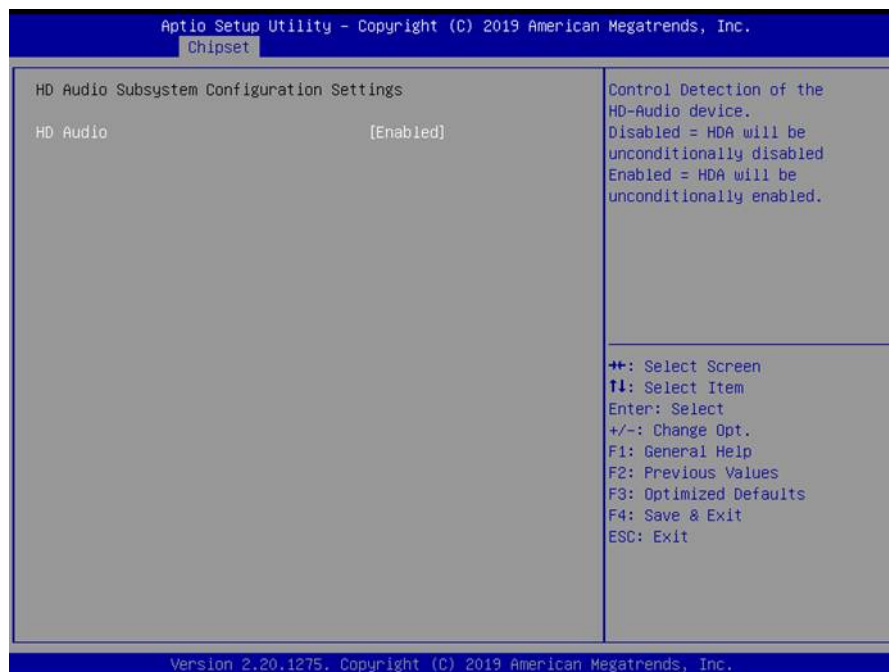 Aptio Setup Utility – Copyright (C) 2019 American Megatrends, Inc.
Chipset
HD Audio Subsystem Configuration Settings
HD Audio [Enabled]
Control Detection of the
HD-Audio device.
Disabled = HDA will be
unconditionally disabled
Enabled = HDA will be
unconditionally enabled.
→←: Select Screen
↑↓: Select Item
Enter: Select
+/-: Change Opt.
F1: General Help
F2: Previous Values
F3: Optimized Defaults
F4: Save & Exit
ESC: Exit
Version 2.20.1275. Copyright (C) 2019 American Megatrends, Inc.